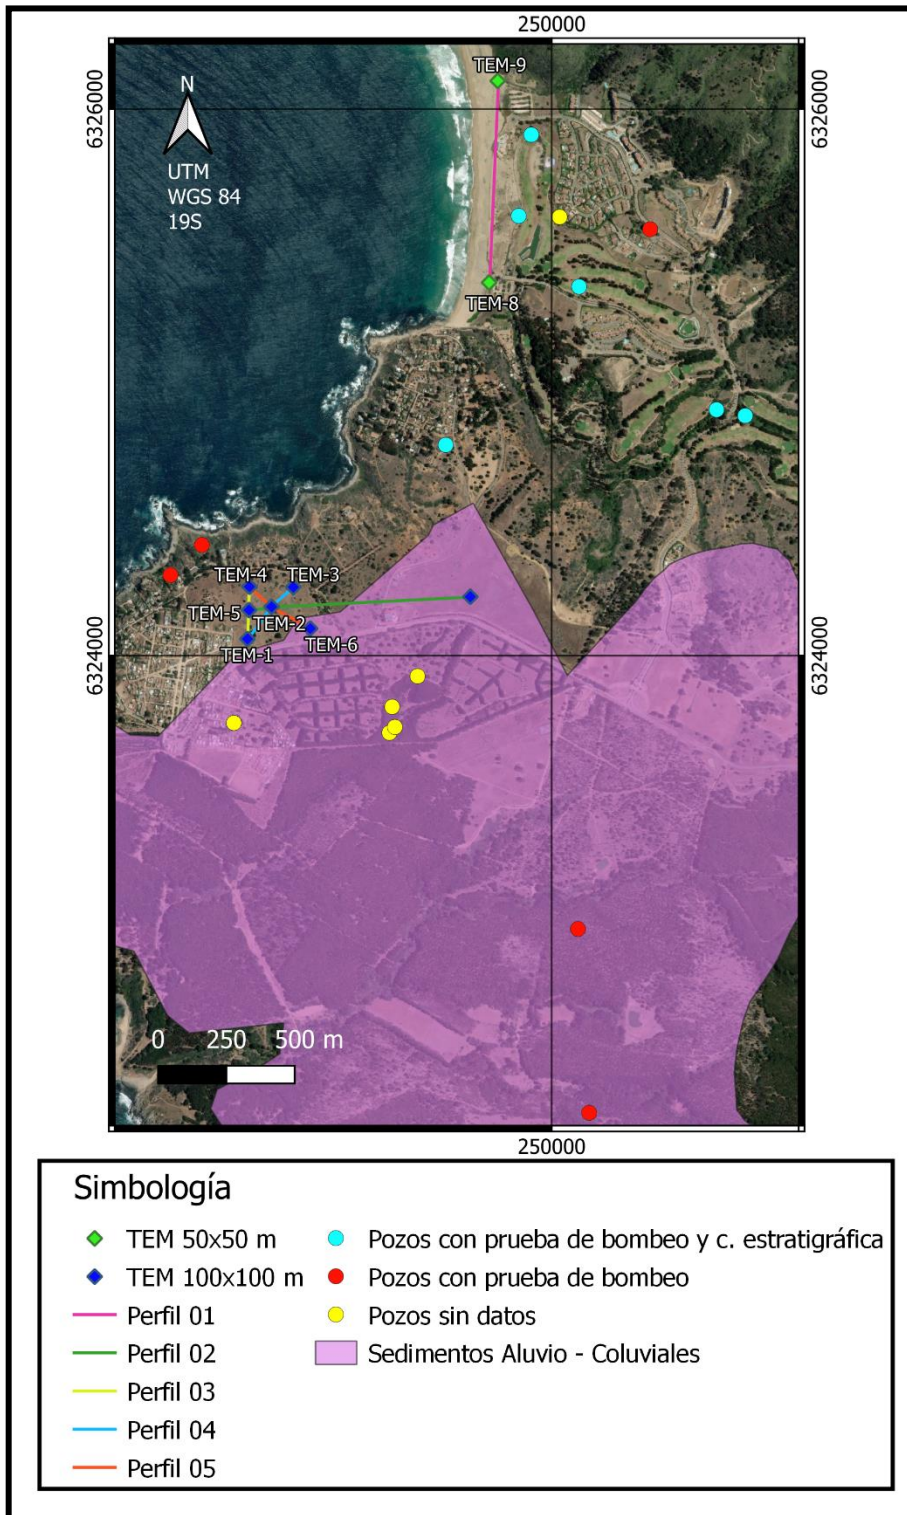 250000
6326000
6326000
N
UTM
WGS 84
19S
TEM-9
TEM-8
TEM-4
TEM-3
TEM-5
TEM-2
TEM-6
TEM-1
6324000
6324000
0 250 500 m
250000
Simbología
TEM 50x50 m
Pozos con prueba de bombeo y c. estratigráfica
TEM 100x100 m
Pozos con prueba de bombeo
Perfil 01
Pozos sin datos
Perfil 02
Sedimentos Aluvio - Coluviales
Perfil 03
Perfil 04
Perfil 05